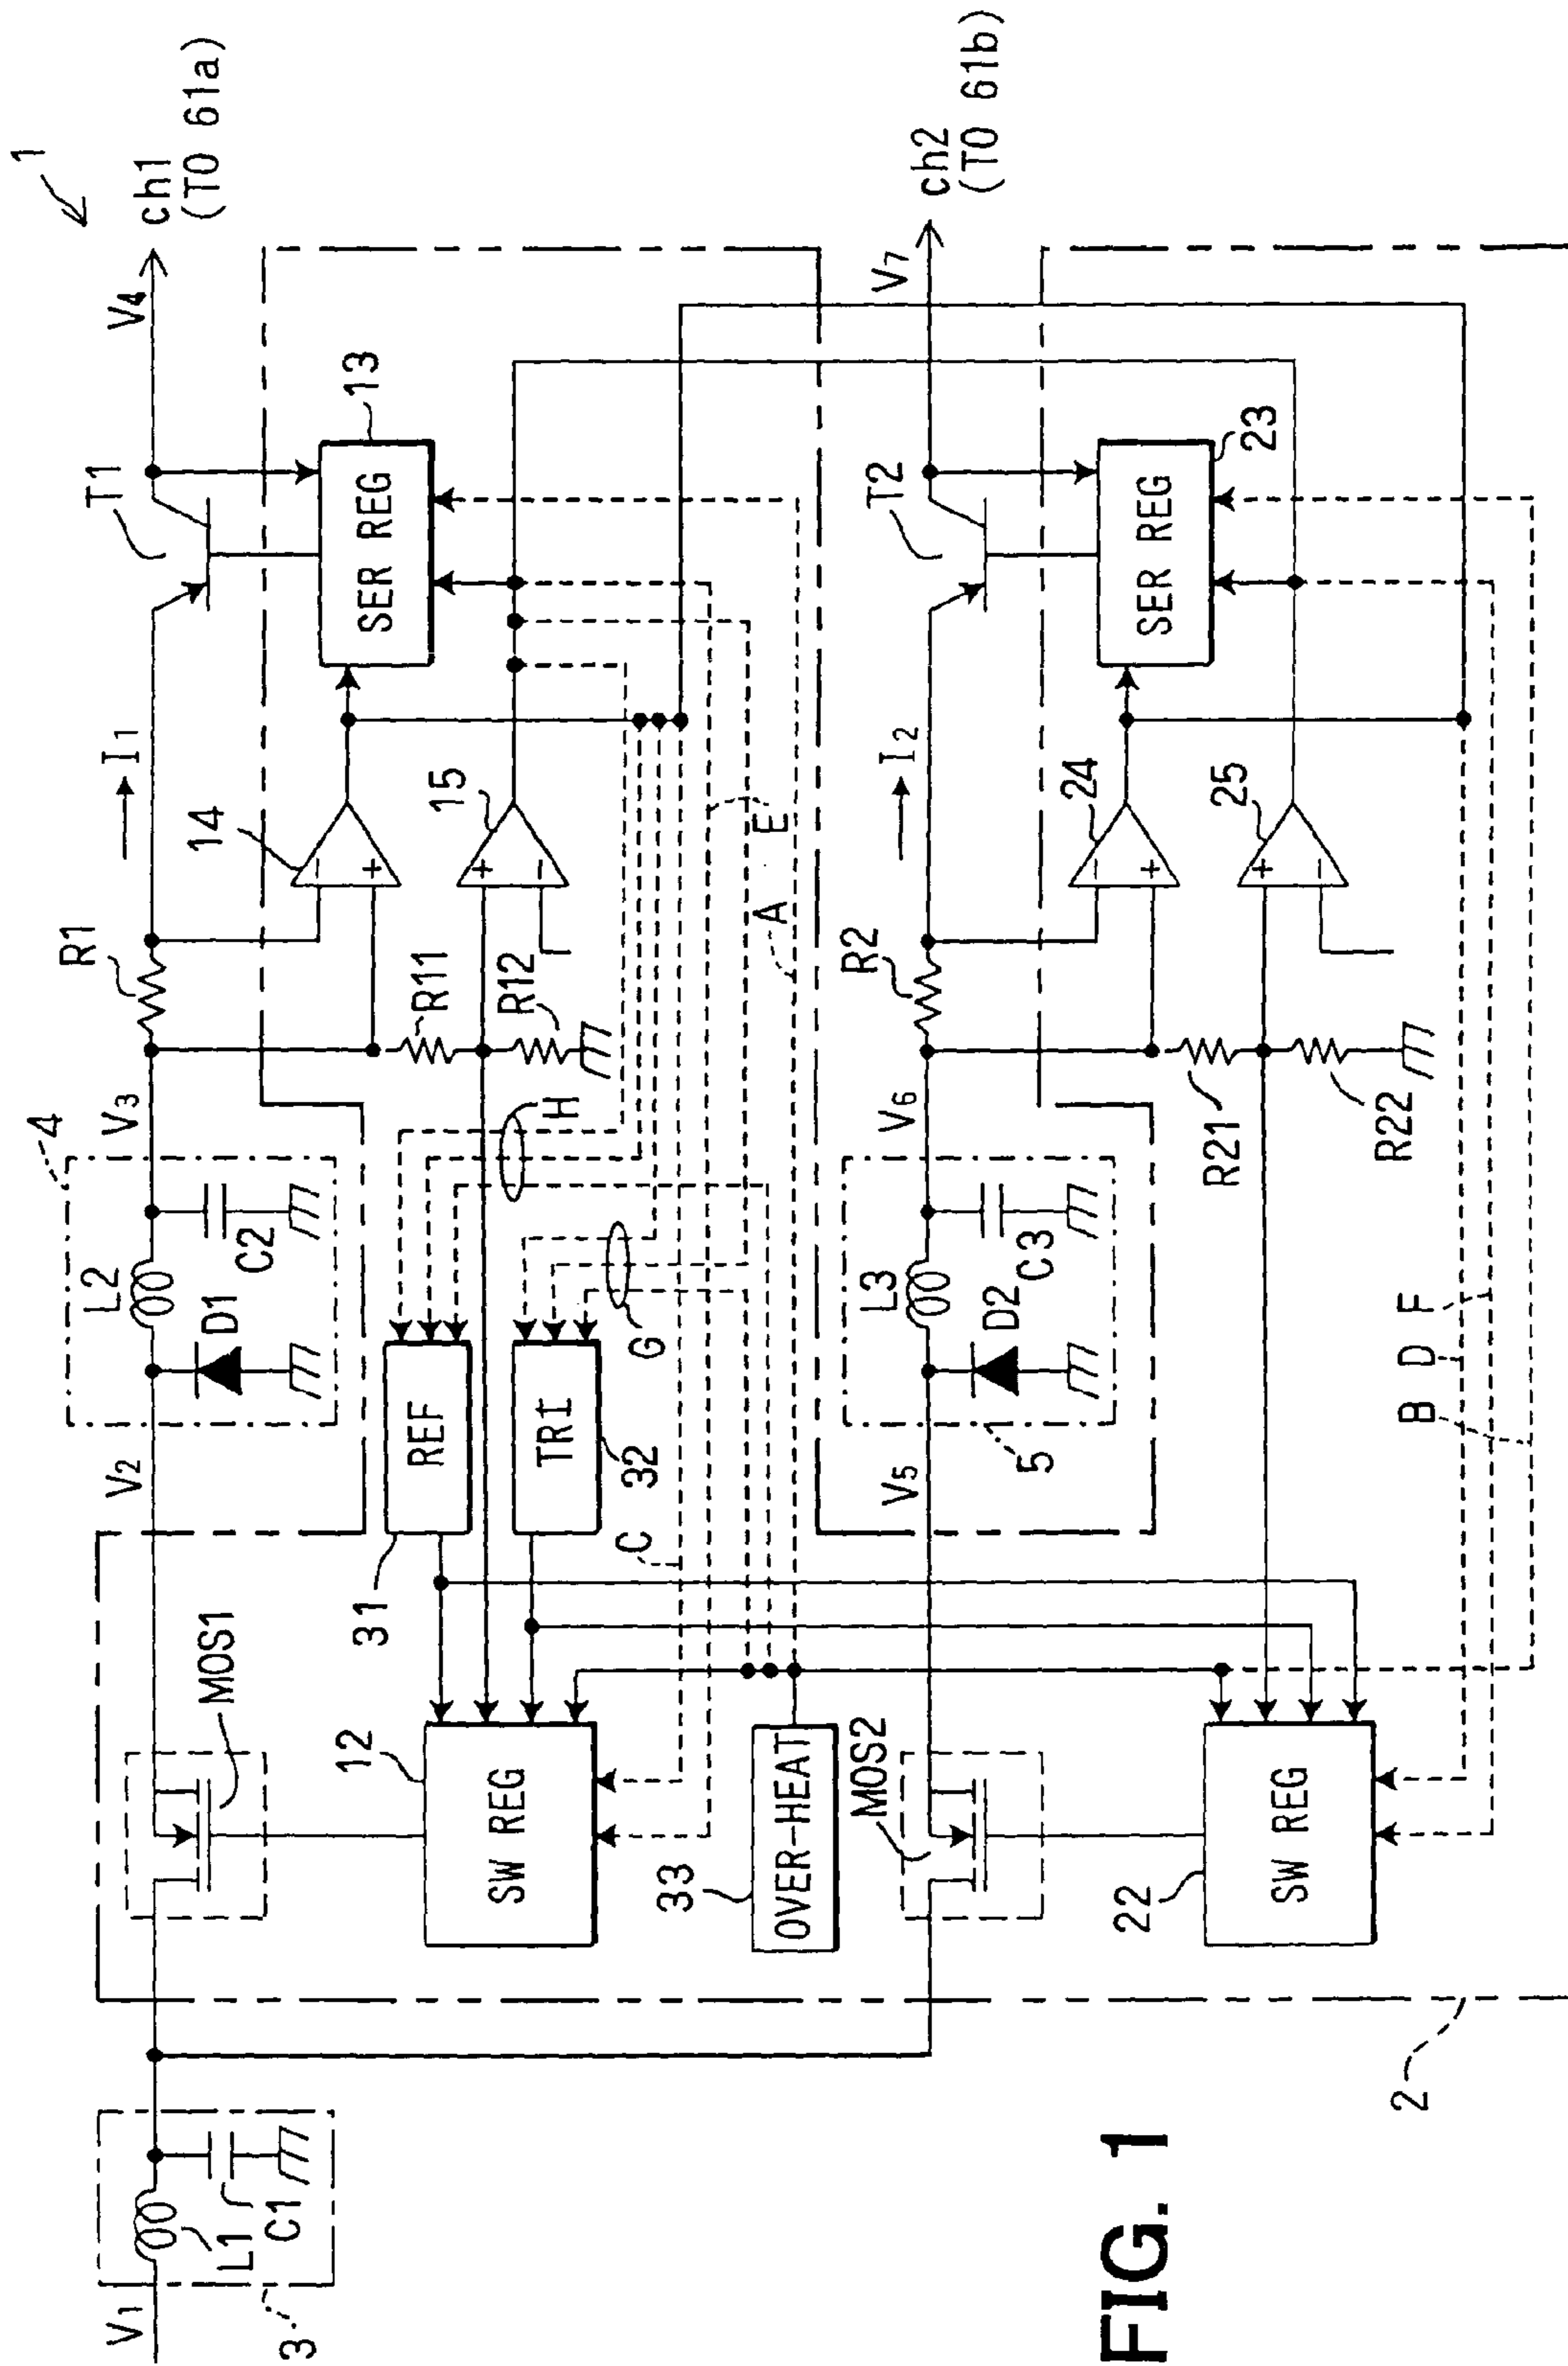 1
V1
3
L1
C1
MOS1
V2
4
L2
D1
C2
V3
R1
I1
T1
V4
ch1
(TO 61a)
12
SW REG
31
REF
TRI
32
H
G
R11
R12
14
15
SER REG
13
C
E
A
33
OVER-HEAT
MOS2
V5
5
L3
D2
C3
V6
R2
I2
T2
V7
ch2
(TO 61b)
22
SW REG
R21
R22
24
25
SER REG
23
B
D
F
2
FIG. 1